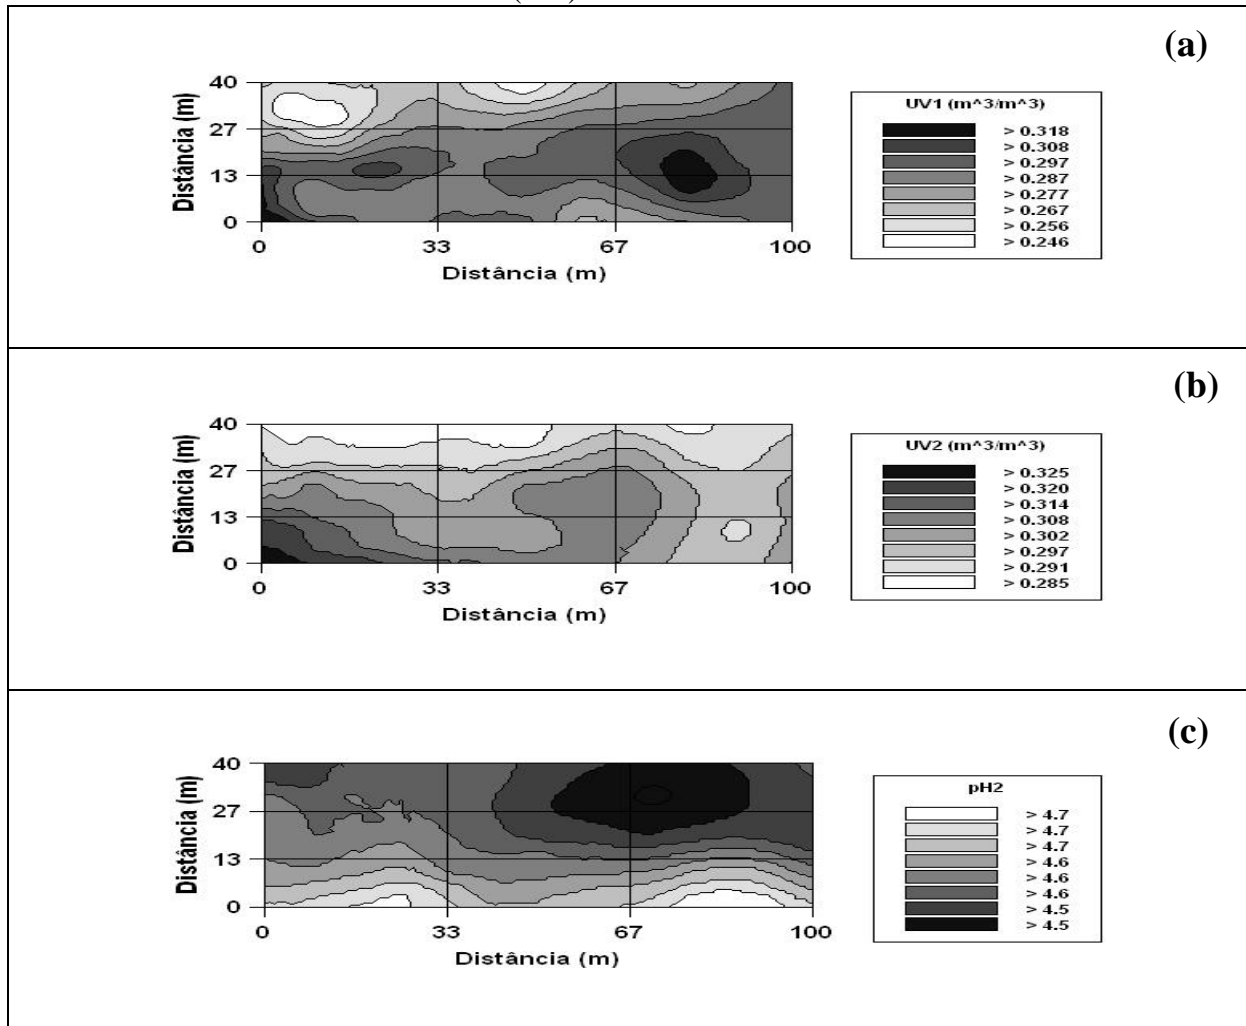 (a)
40
27
13
0
Distância (m)
0 33 67 100
Distância (m)
UV1 (m^3/m^3)
> 0.318
> 0.308
> 0.297
> 0.287
> 0.277
> 0.267
> 0.256
> 0.246
(b)
40
27
13
0
Distância (m)
0 33 67 100
Distância (m)
UV2 (m^3/m^3)
> 0.325
> 0.320
> 0.314
> 0.308
> 0.302
> 0.297
> 0.291
> 0.285
(c)
40
27
13
0
Distância (m)
0 33 67 100
Distância (m)
pH2
> 4.7
> 4.7
> 4.7
> 4.6
> 4.6
> 4.6
> 4.5
> 4.5